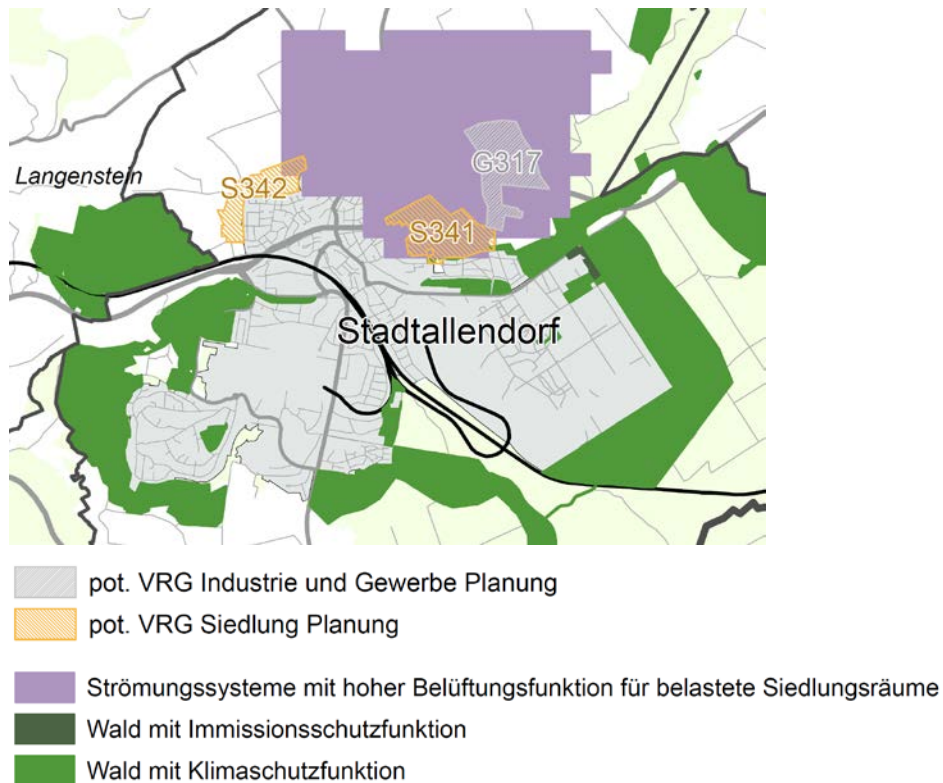 G317
Langenstein
S342
S341
Stadtallendorf
pot. VRG Industrie und Gewerbe Planung
pot. VRG Siedlung Planung
Strömungssysteme mit hoher Belüftungsfunktion für belastete Siedlungsräume
Wald mit Immissionsschutzfunktion
Wald mit Klimaschutzfunktion